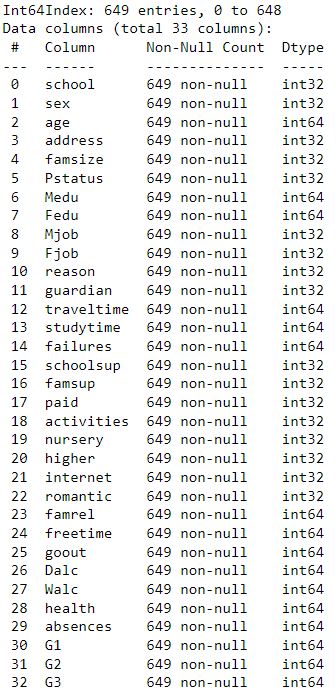 Int64Index: 649 entries, 0 to 648
Data columns (total 33 columns):
 #   Column      Non-Null Count  Dtype
---  ------      --------------  -----
 0   school      649 non-null    int32
 1   sex         649 non-null    int32
 2   age         649 non-null    int64
 3   address     649 non-null    int32
 4   famsize     649 non-null    int32
 5   Pstatus     649 non-null    int32
 6   Medu        649 non-null    int64
 7   Fedu        649 non-null    int64
 8   Mjob        649 non-null    int32
 9   Fjob        649 non-null    int32
 10  reason      649 non-null    int32
 11  guardian    649 non-null    int32
 12  traveltime  649 non-null    int64
 13  studytime   649 non-null    int64
 14  failures    649 non-null    int64
 15  schoolsup   649 non-null    int32
 16  famsup      649 non-null    int32
 17  paid        649 non-null    int32
 18  activities  649 non-null    int32
 19  nursery     649 non-null    int32
 20  higher      649 non-null    int32
 21  internet    649 non-null    int32
 22  romantic    649 non-null    int32
 23  famrel      649 non-null    int64
 24  freetime    649 non-null    int64
 25  goout       649 non-null    int64
 26  Dalc        649 non-null    int64
 27  Walc        649 non-null    int64
 28  health      649 non-null    int64
 29  absences    649 non-null    int64
 30  G1          649 non-null    int64
 31  G2          649 non-null    int64
 32  G3          649 non-null    int64